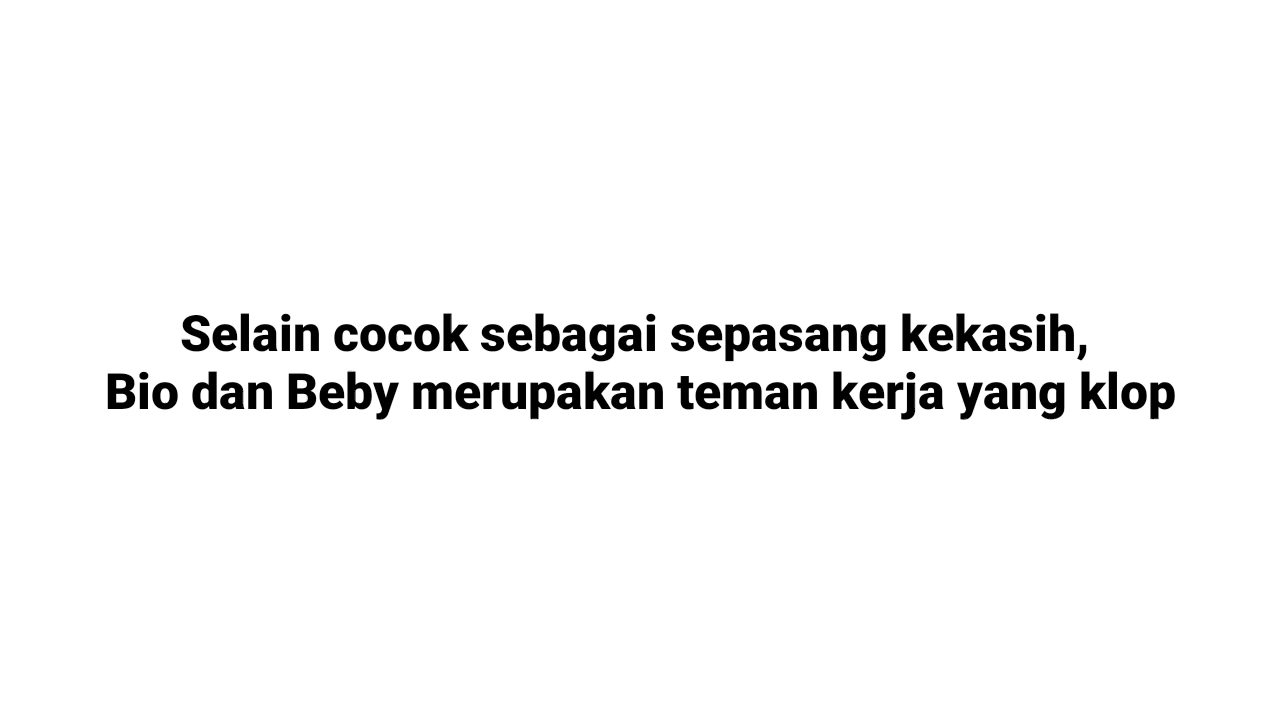 Selain cocok sebagai sepasang kekasih,
Bio dan Beby merupakan teman kerja yang klop